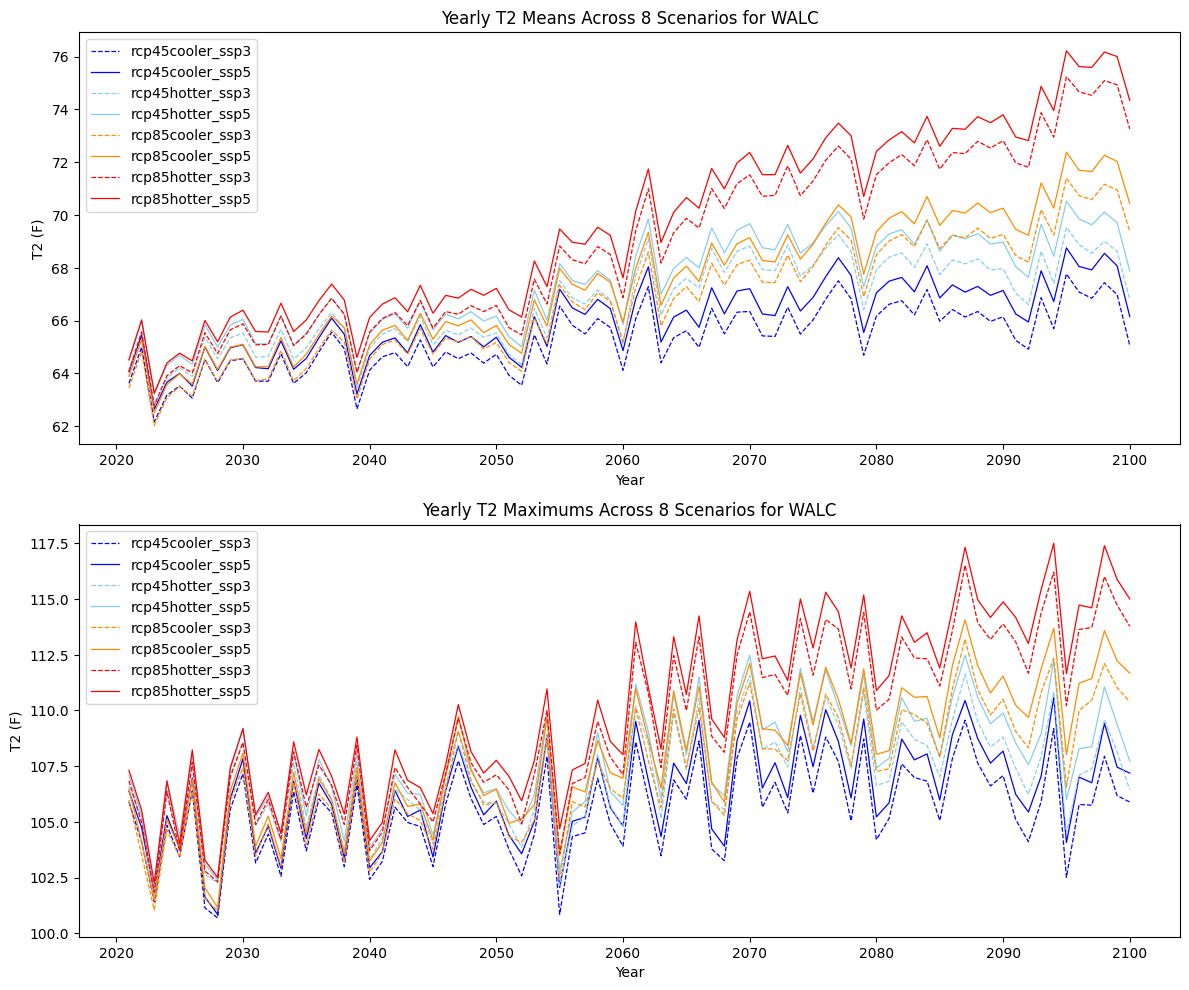 Yearly T2 Means Across 8 Scenarios for WALC
rcp45cooler_ssp3
rcp45cooler_ssp5
rcp45hotter_ssp3
rcp45hotter_ssp5
rcp85cooler_ssp3
rcp85cooler_ssp5
rcp85hotter_ssp3
rcp85hotter_ssp5
76
74
72
70
68
66
64
62
T2 (F)
2020 2030 2040 2050 2060 2070 2080 2090 2100
Year
Yearly T2 Maximums Across 8 Scenarios for WALC
rcp45cooler_ssp3
rcp45cooler_ssp5
rcp45hotter_ssp3
rcp45hotter_ssp5
rcp85cooler_ssp3
rcp85cooler_ssp5
rcp85hotter_ssp3
rcp85hotter_ssp5
117.5
115.0
112.5
110.0
107.5
105.0
102.5
100.0
T2 (F)
2020 2030 2040 2050 2060 2070 2080 2090 2100
Year